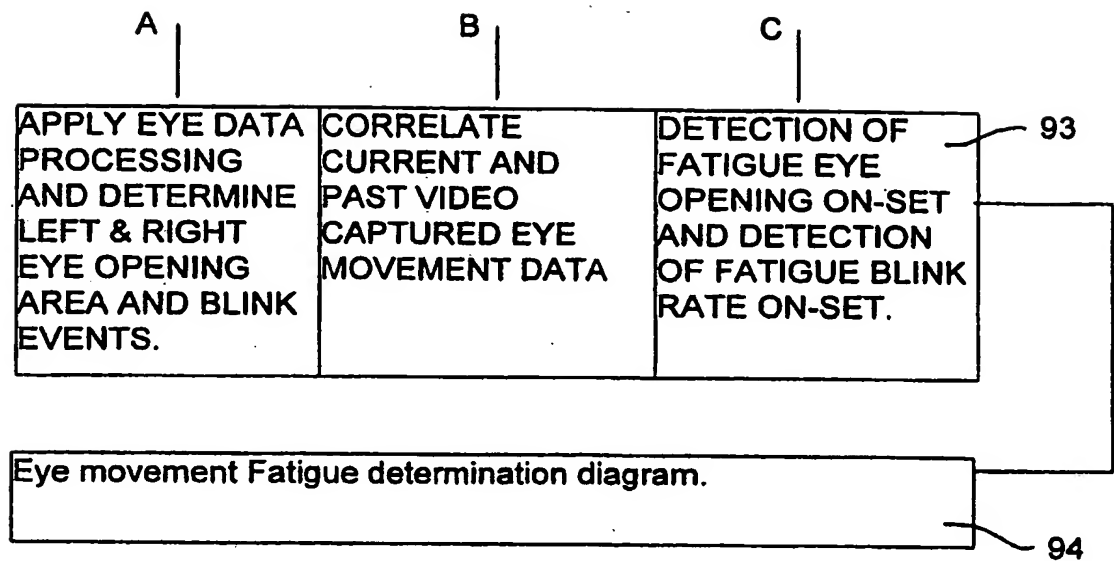 A
B
C
APPLY EYE DATA
PROCESSING
AND DETERMINE
LEFT & RIGHT
EYE OPENING
AREA AND BLINK
EVENTS.
CORRELATE
CURRENT AND
PAST VIDEO
CAPTURED EYE
MOVEMENT DATA
DETECTION OF
FATIGUE EYE
OPENING ON-SET
AND DETECTION
OF FATIGUE BLINK
RATE ON-SET.
93
Eye movement Fatigue determination diagram.
94